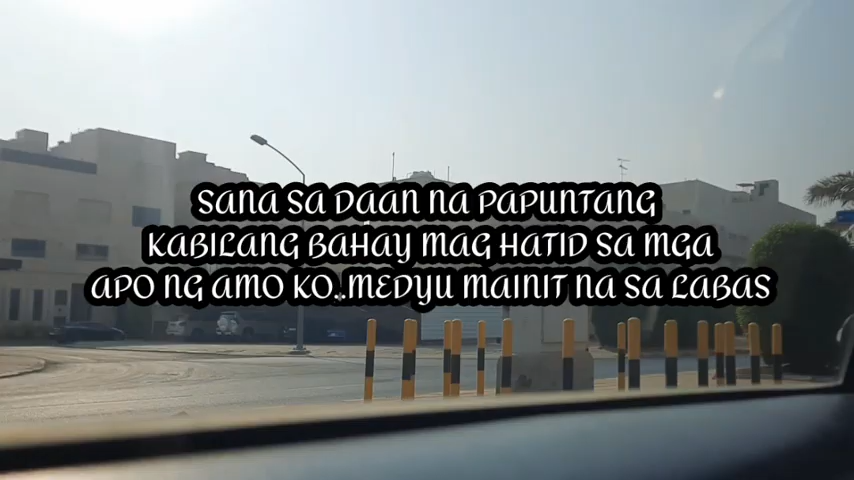 SANA SA DAAN NA PAPUNTANG
KABILANG BAHAY MAG HATID SA MGA
APO NG AMO KO..MEDYU MAINIT NA SA LABAS